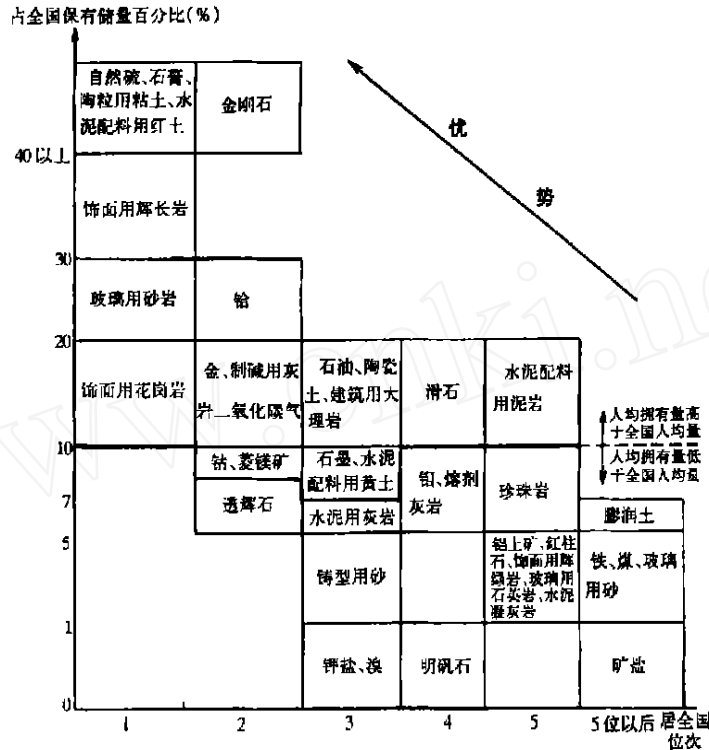 占全国保有储量百分比(%)
自然硫、石膏、
陶粒用粘土、水
泥配料用红土
金刚石
优
势
40以上
饰面用辉长岩
30
玻璃用砂岩
铪
20
饰面用花岗岩
金、制碱用灰
岩二氧化碳气
石油、陶瓷
土、建筑用大
理岩
滑石
水泥配料
用泥岩
人均拥有量高
于全国人均量
10
人均拥有量低
于全国人均量
钴、菱镁矿
石墨、水泥
配料用黄土
钼、熔剂
灰岩
珍珠岩
7
透辉石
水泥用灰岩
膨润土
5
铸型用砂
铝土矿、红柱
石、饰面用辉
绿岩、玻璃用
石英岩、水泥
凝灰岩
铁、煤、玻璃
用砂
1
钾盐、溴
明矾石
矿盐
0
1 2 3 4 5 5位以后 居全国
位次
www.cnki.ne